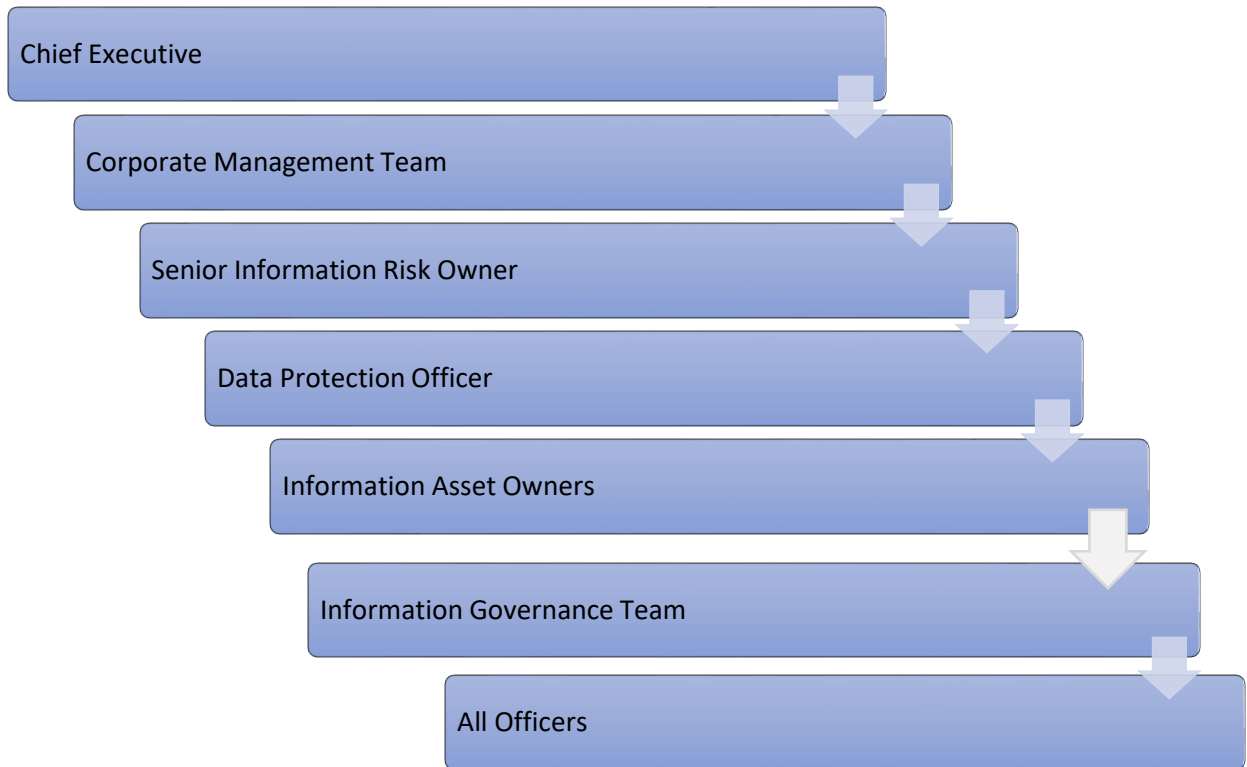 Chief Executive
Corporate Management Team
Senior Information Risk Owner
Data Protection Officer
Information Asset Owners
Information Governance Team
All Officers